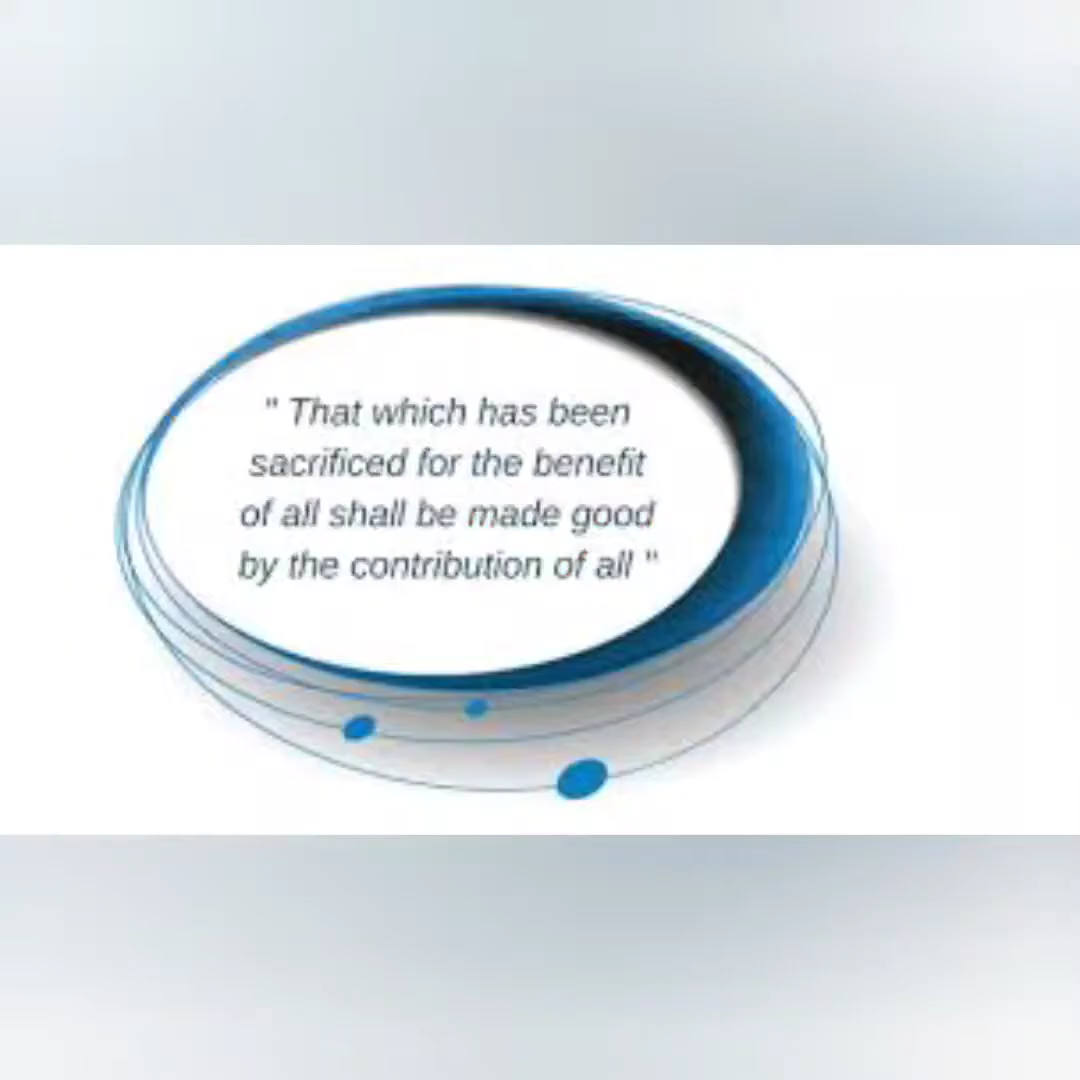 " That which has been
sacrificed for the benefit
of all shall be made good
by the contribution of all "